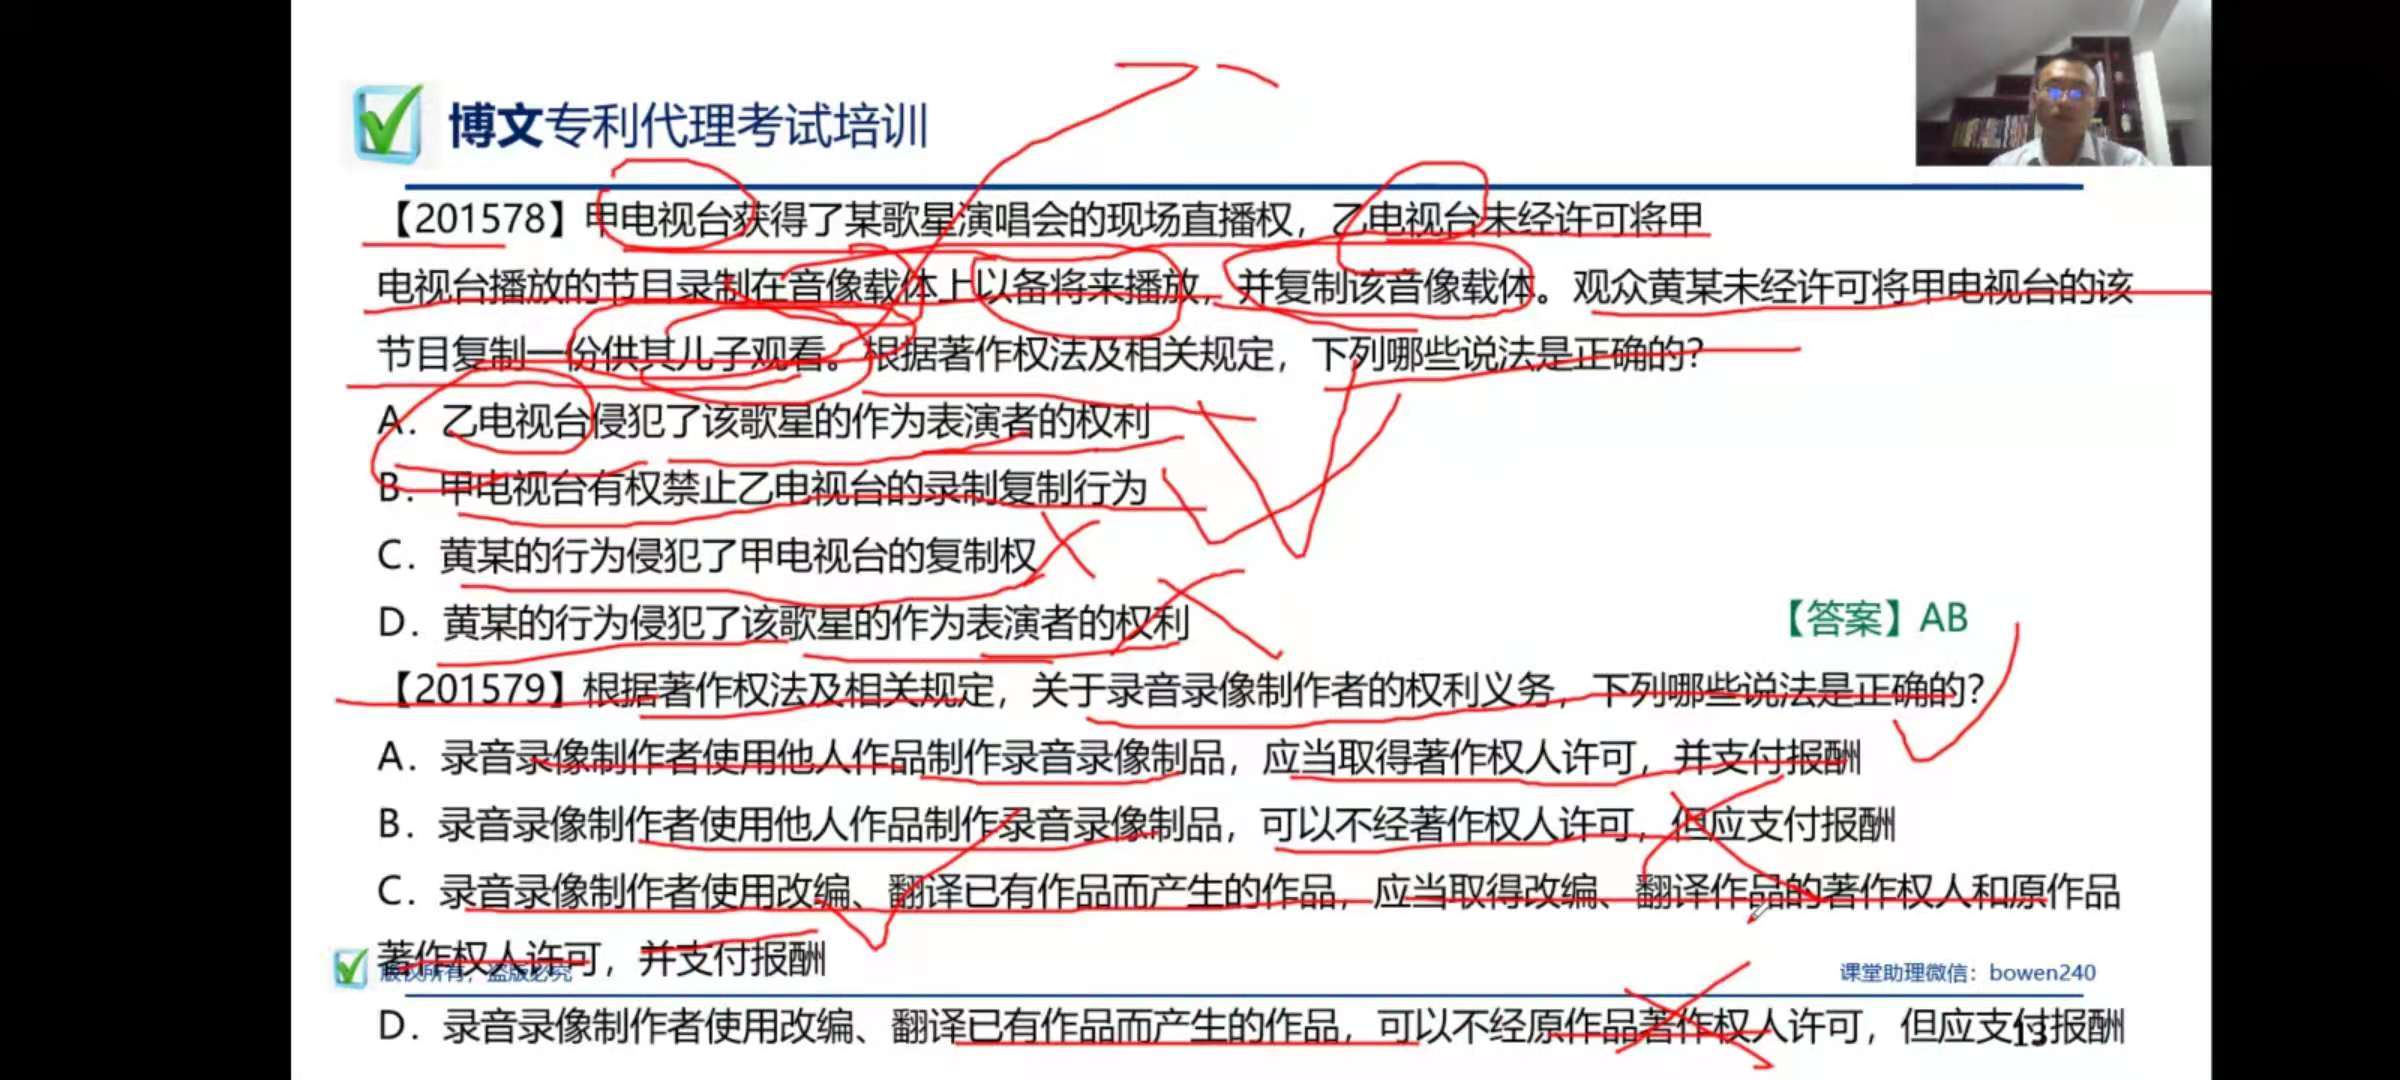 博文专利代理考试培训
【201578】甲电视台获得了某歌星演唱会的现场直播权，乙电视台未经许可将甲
电视台播放的节目录制在音像载体上以备将来播放，并复制该音像载体。观众黄某未经许可将甲电视台的该
节目复制一份供其儿子观看。根据著作权法及相关规定，下列哪些说法是正确的？
A．乙电视台侵犯了该歌星的作为表演者的权利
B．甲电视台有权禁止乙电视台的录制复制行为
C．黄某的行为侵犯了甲电视台的复制权
D．黄某的行为侵犯了该歌星的作为表演者的权利
【答案】AB
【201579】根据著作权法及相关规定，关于录音录像制作者的权利义务，下列哪些说法是正确的？
A．录音录像制作者使用他人作品制作录音录像制品，应当取得著作权人许可，并支付报酬
B．录音录像制作者使用他人作品制作录音录像制品，可以不经著作权人许可，但应支付报酬
C．录音录像制作者使用改编、翻译已有作品而产生的作品，应当取得改编、翻译作品的著作权人和原作品
著作权人许可，并支付报酬
版权所有，盗版必究
课堂助理微信：bowen240
D．录音录像制作者使用改编、翻译已有作品而产生的作品，可以不经原作品著作权人许可，但应支付报酬
13